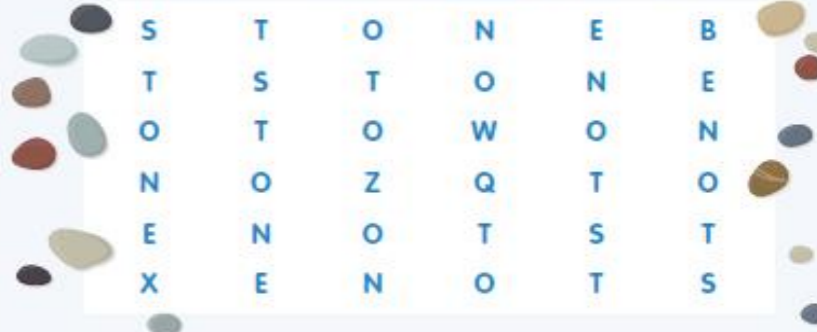 S T O N E B
T S T O N E
O T O W O N
N O Z Q T O
E N O T S T
X E N O T S